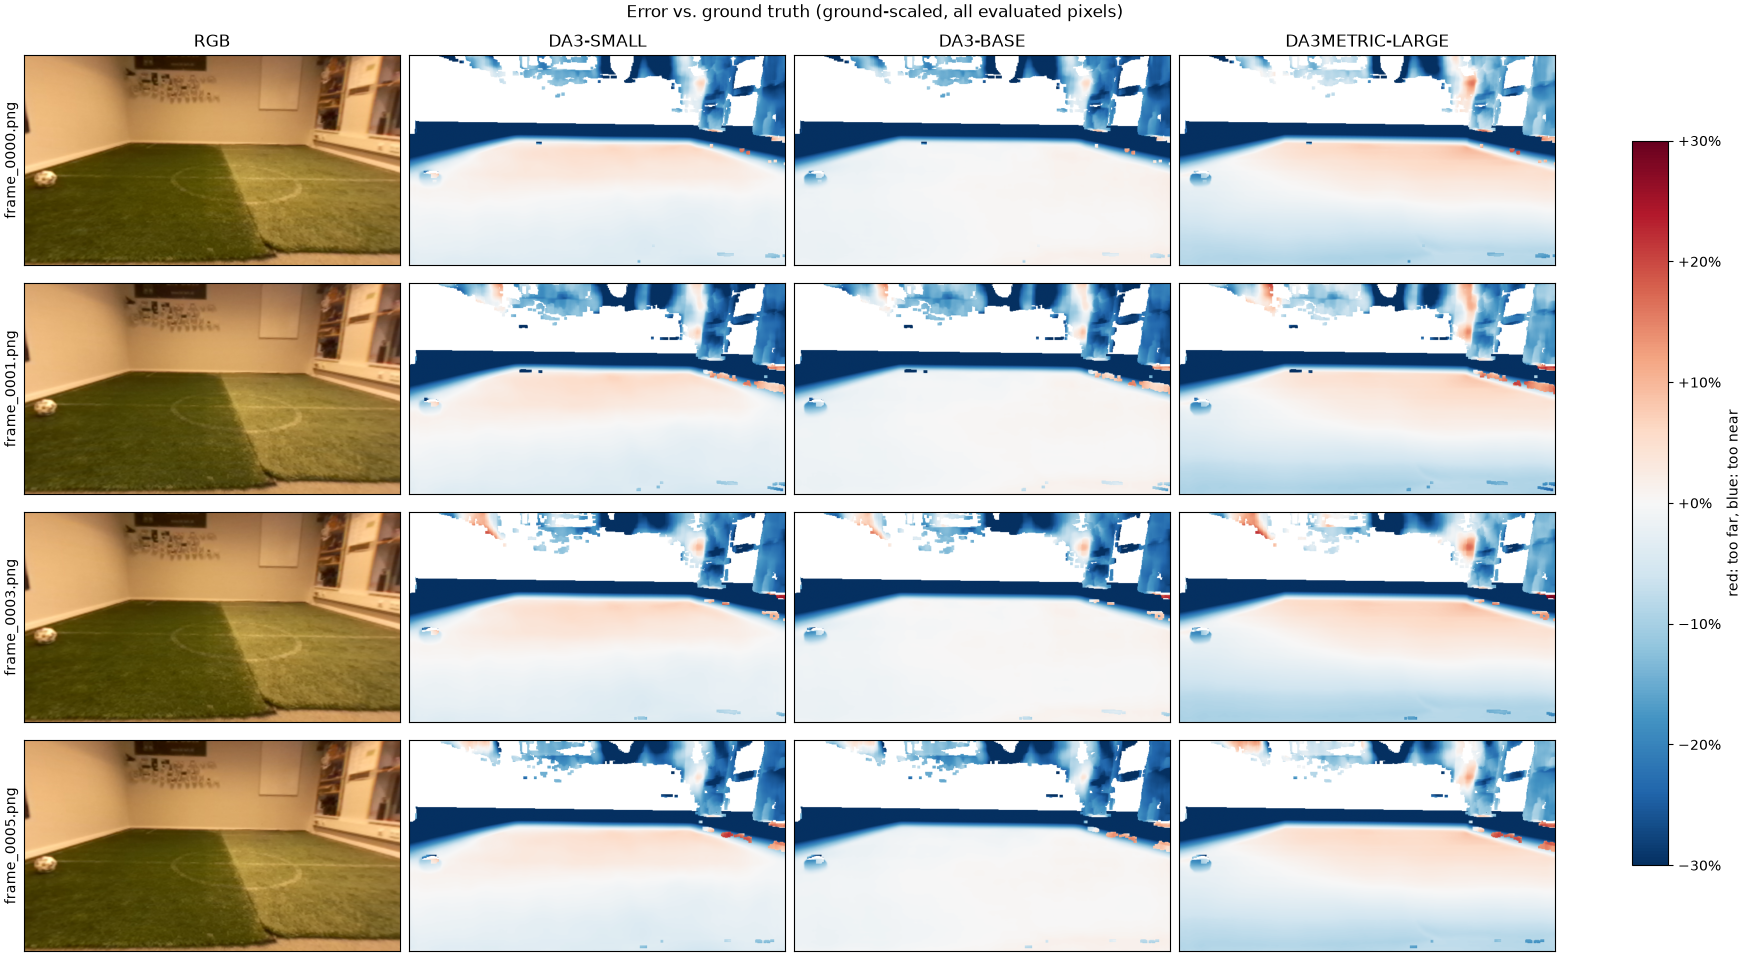 Error vs. ground truth (ground-scaled, all evaluated pixels)
RGB
DA3-SMALL
DA3-BASE
DA3METRIC-LARGE
frame_0000.png
frame_0001.png
frame_0003.png
frame_0005.png
+30%
+20%
+10%
+0%
−10%
−20%
−30%
red: too far, blue: too near